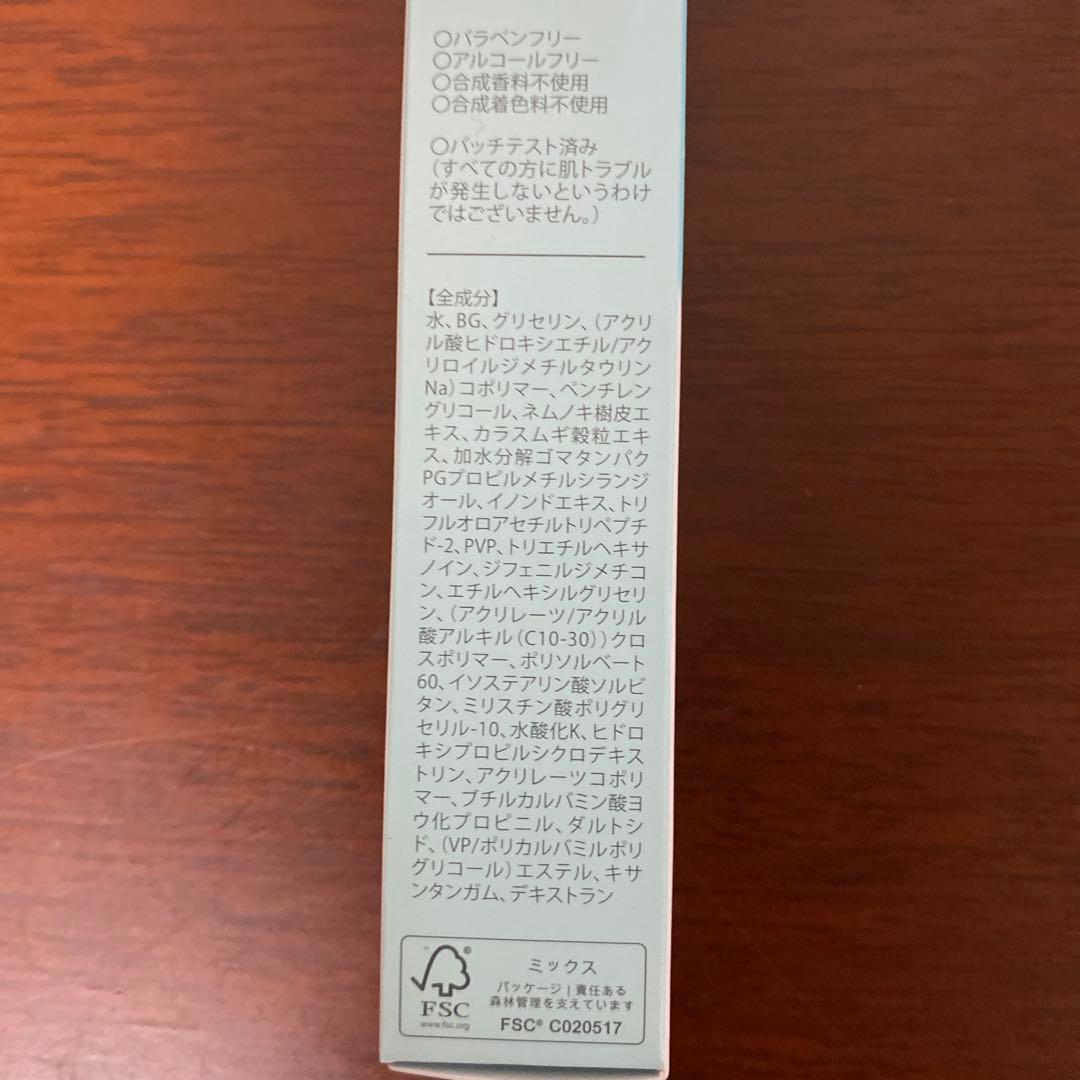 ○パラベンフリー
○アルコールフリー
○合成香料不使用
○合成着色料不使用
○パッチテスト済み
(すべての方に肌トラブル
が発生しないというわけ
ではございません。)
【全成分】
水、BG、グリセリン、(アクリ
ル酸ヒドロキシエチル/アク
リロイルジメチルタウリン
Na)コポリマー、ペンチレン
グリコール、ネムノキ樹皮エ
キス、カラスムギ穀粒エキ
ス、加水分解ゴマタンパク
PGプロピルメチルシランジ
オール、イノンドエキス、トリ
フルオロアセチルトリペプチ
ド-2、PVP、トリエチルヘキサ
ノイン、ジフェニルジメチコ
ン、エチルヘキシルグリセリ
ン、(アクリレーツ/アクリル
酸アルキル(C10-30))クロ
スポリマー、ポリソルベート
60、イソステアリン酸ソルビ
タン、ミリスチン酸ポリグリ
セリル-10、水酸化K、ヒドロ
キシプロピルシクロデキス
トリン、アクリレーツコポリ
マー、ブチルカルバミン酸ヨ
ウ化プロピニル、ダルトシ
ド、(VP/ポリカルバミルポリ
グリコール)エステル、キサ
ンタンガム、デキストラン
™ ®
FSC
www.fsc.org
ミックス
パッケージ|責任ある
森林管理を支えています
FSC® C020517